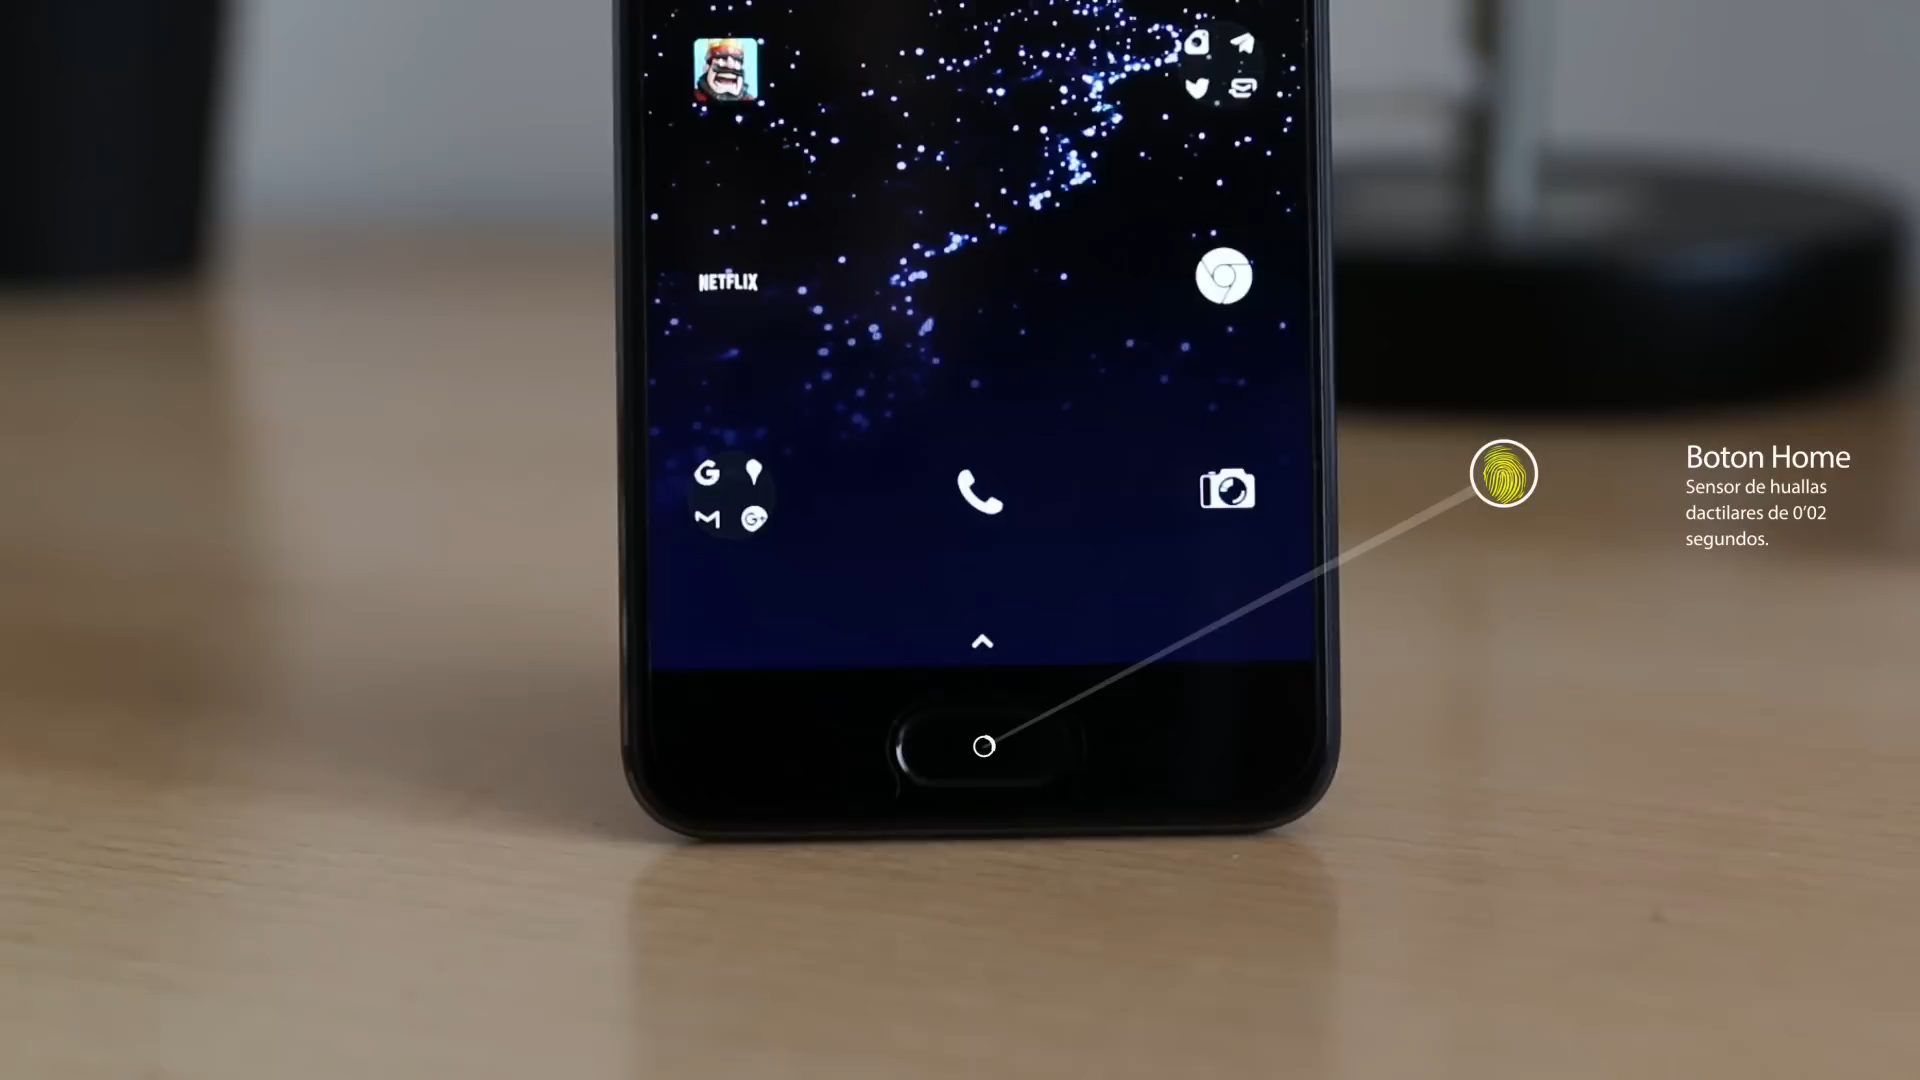 NETFLIX
Boton Home
Sensor de huallas
dactilares de 0'02
segundos.